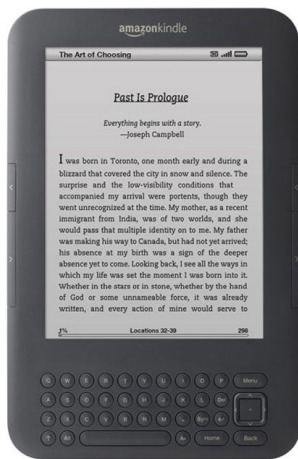 amazonkindle
The Art of Choosing
Past Is Prologue
Everything begins with a story.
—Joseph Campbell
I was born in Toronto, one month early and during a
blizzard that covered the city in snow and silence. The
surprise and the low-visibility conditions that
accompanied my arrival were portents, though they
went unrecognized at the time. My mother, as a recent
immigrant from India, was of two worlds, and she
would pass that multiple identity on to me. My father
was making his way to Canada, but had not yet arrived;
his absence at my birth was a sign of the deeper
absence yet to come. Looking back, I see all the ways in
which my life was set the moment I was born into it.
Whether in the stars or in stone, whether by the hand
of God or some unnameable force, it was already
written, and every action of mine would serve to
1% Locations 32-39 298
Q W E R T Y U I O P Menu
A S D F G H J K L Del
Z X C V B N M . Sym
Alt Aa Home Back